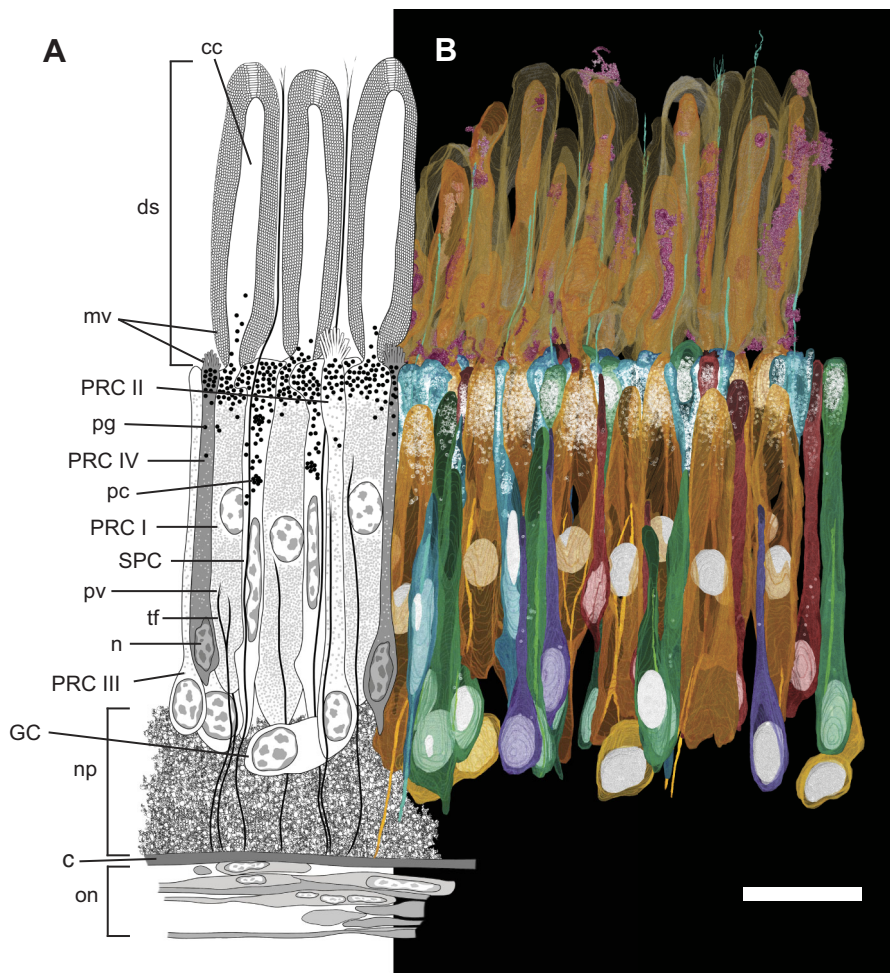 A
B
cc
ds
mv
PRC II
pg
PRC IV
pc
PRC I
SPC
pv
tf
n
PRC III
GC
np
c
on